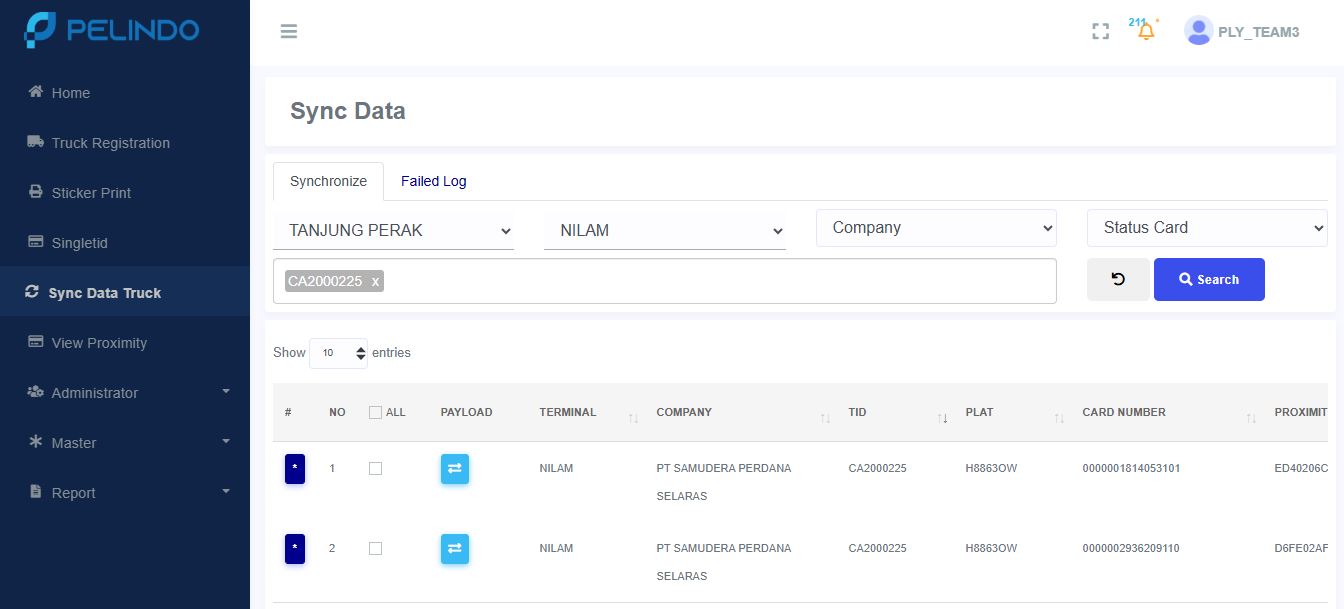 PELINDO
211
PLY_TEAM3
Home
Truck Registration
Sticker Print
Singletid
Sync Data Truck
View Proximity
Administrator
Master
Report
Sync Data
Synchronize Failed Log
TANJUNG PERAK NILAM Company Status Card
CA2000225 x Search
Show 10 entries
# NO ALL PAYLOAD TERMINAL COMPANY TID PLAT CARD NUMBER PROXIMIT
* 1 NILAM PT SAMUDERA PERDANA CA2000225 H8863OW 0000001814053101 ED40206C
SELARAS
* 2 NILAM PT SAMUDERA PERDANA CA2000225 H8863OW 0000002936209110 D6FE02AF
SELARAS